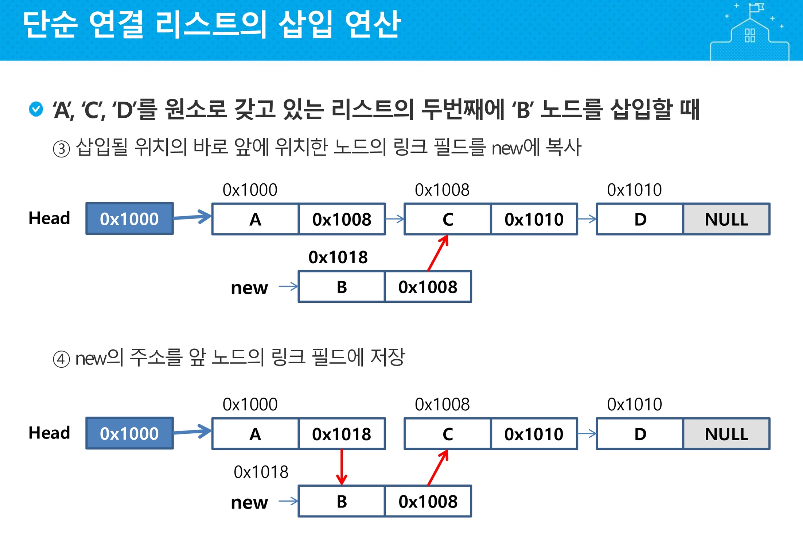 단순 연결 리스트의 삽입 연산
‘A’, ‘C’, ‘D’를 원소로 갖고 있는 리스트의 두번째에 ‘B’ 노드를 삽입할 때
③ 삽입될 위치의 바로 앞에 위치한 노드의 링크 필드를 new에 복사
0x1000 0x1008 0x1010
Head 0x1000 A 0x1008 C 0x1010 D NULL
0x1018
new B 0x1008
④ new의 주소를 앞 노드의 링크 필드에 저장
0x1000 0x1008 0x1010
Head 0x1000 A 0x1018 C 0x1010 D NULL
0x1018
new B 0x1008